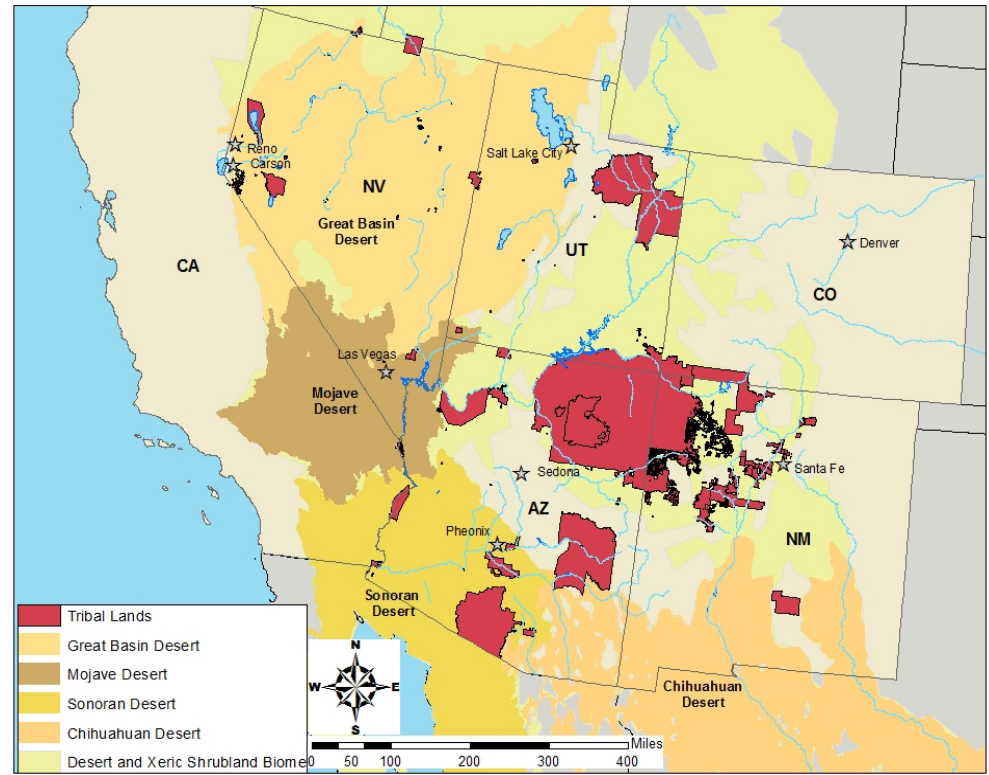 Reno
Carson
Salt Lake City
NV
Great Basin
Desert
UT
Denver
CA
CO
Las Vegas
Mojave
Desert
Sedona
Santa Fe
AZ
Pheonix
NM
Sonoran
Desert
Chihuahuan
Desert
Tribal Lands
Great Basin Desert
Mojave Desert
Sonoran Desert
Chihuahuan Desert
Desert and Xeric Shrubland Biome
N
W E
S
Miles
0 50 100 200 300 400